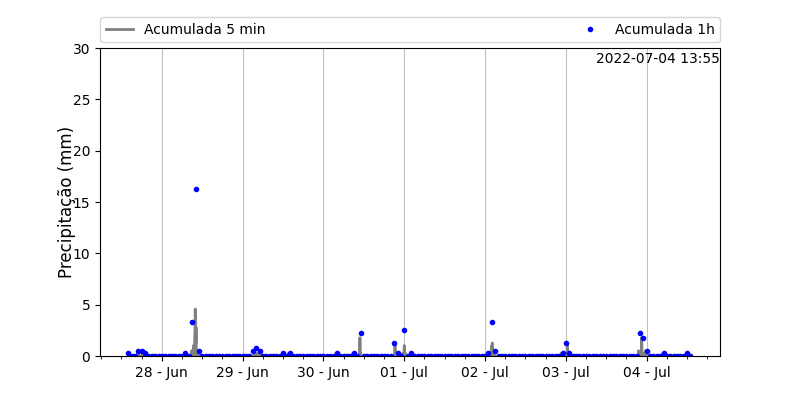 Acumulada 5 min Acumulada 1h
2022-07-04 13:55
Precipitação (mm)
30
25
20
15
10
5
0
28 - Jun 29 - Jun 30 - Jun 01 - Jul 02 - Jul 03 - Jul 04 - Jul